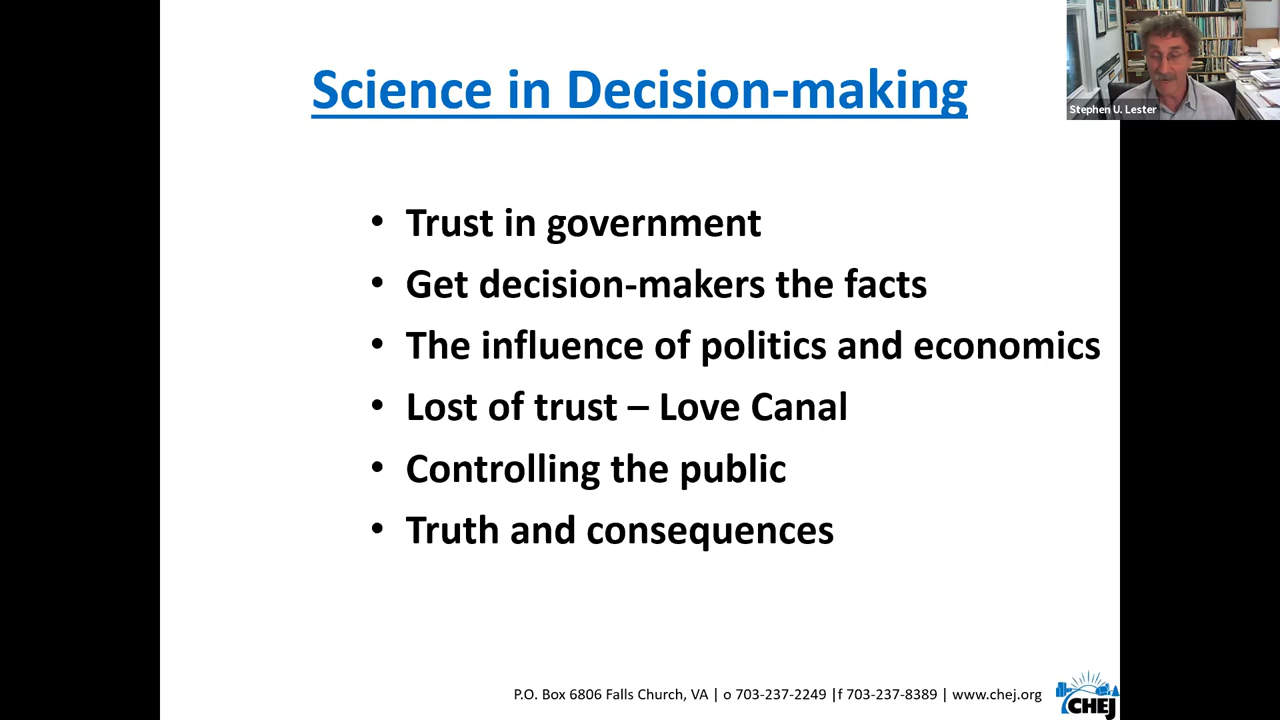 Science in Decision-making
Stephen U. Lester
• Trust in government
• Get decision-makers the facts
• The influence of politics and economics
• Lost of trust – Love Canal
• Controlling the public
• Truth and consequences
P.O. Box 6806 Falls Church, VA | o 703-237-2249 |f 703-237-8389 | www.chej.org
CHEJ